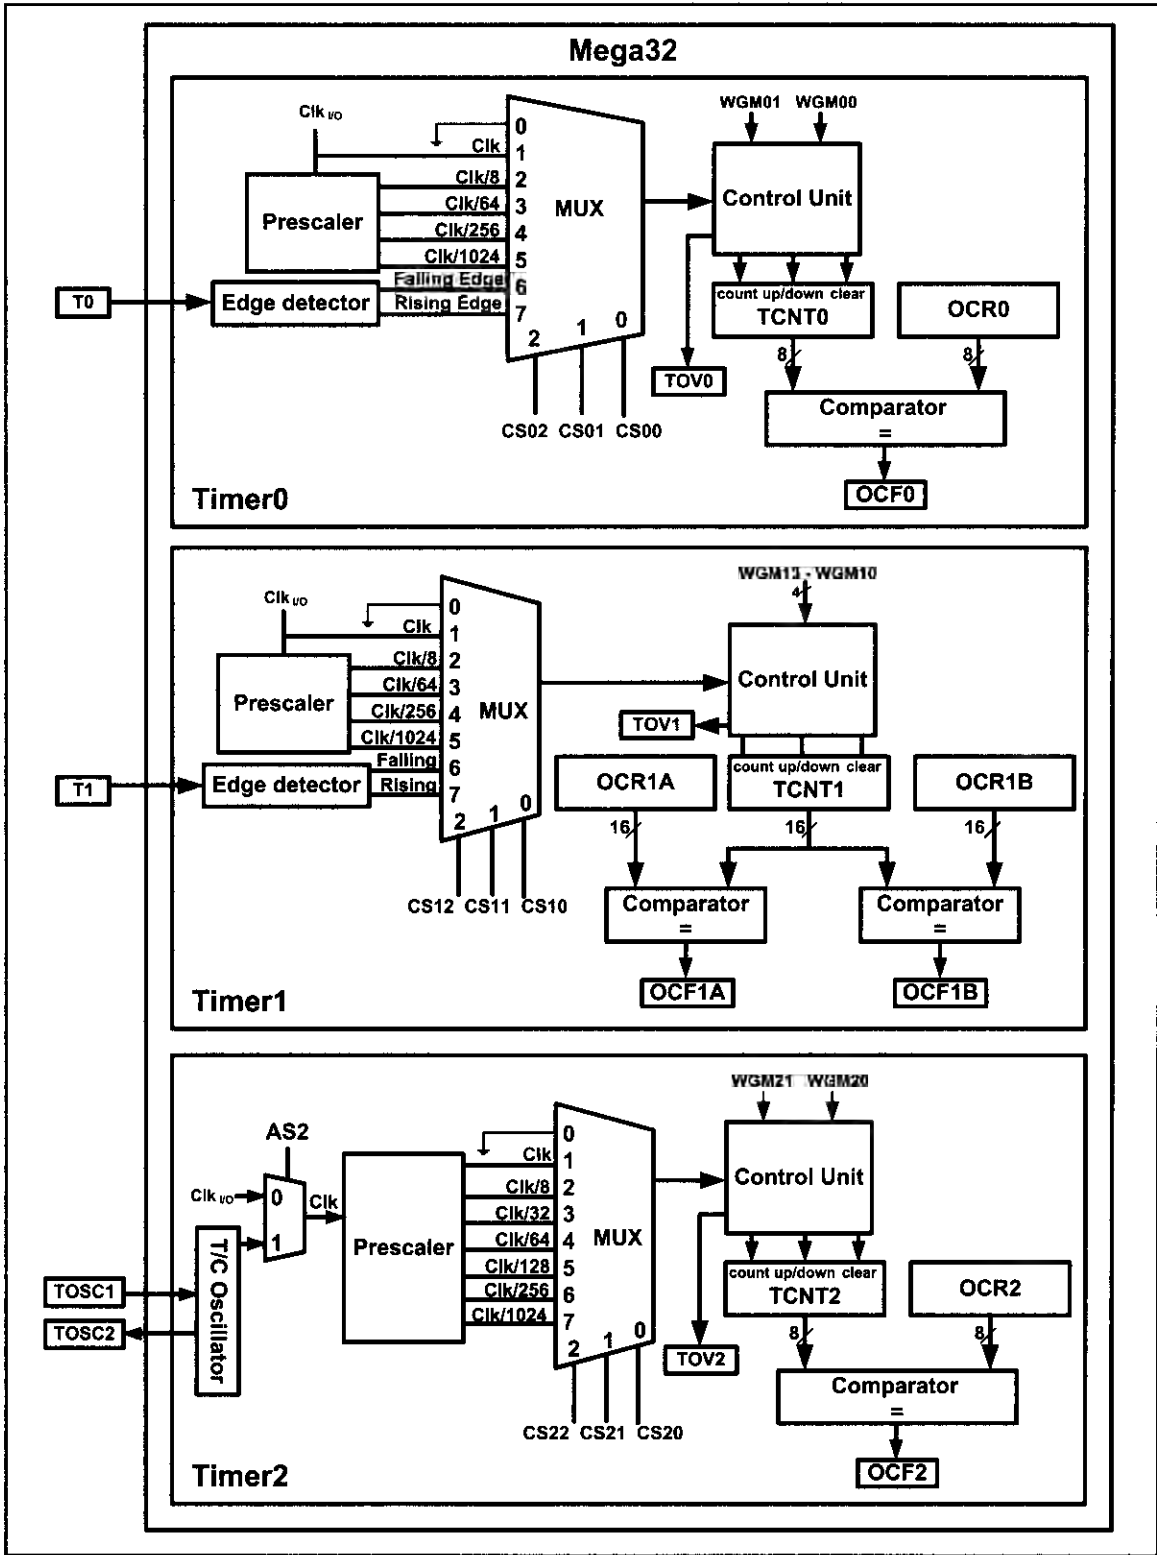 Mega32
Clk I/O
WGM01 WGM00
0
Clk 1
Clk/8 2
Clk/64 3
Clk/256 4
Clk/1024 5
Falling Edge 6
Rising Edge 7
Prescaler
MUX
Control Unit
T0
Edge detector
2 1 0
count up/down clear
TCNT0
OCR0
8 8
TOV0
CS02 CS01 CS00
Comparator
=
OCF0
Timer0
WGM13 - WGM10
4
Clk I/O
0
Clk 1
Clk/8 2
Clk/64 3
Clk/256 4
Clk/1024 5
Falling 6
Rising 7
Prescaler
MUX
Control Unit
TOV1
T1
Edge detector
2 1 0
OCR1A
count up/down clear
TCNT1
OCR1B
16 16 16
CS12 CS11 CS10
Comparator
=
Comparator
=
OCF1A
OCF1B
Timer1
WGM21 WGM20
AS2
Clk I/O 0
1
Clk
T/C Oscillator
Prescaler
0
Clk 1
Clk/8 2
Clk/32 3
Clk/64 4
Clk/128 5
Clk/256 6
Clk/1024 7
MUX
Control Unit
TOSC1
TOSC2
2 1 0
count up/down clear
TCNT2
OCR2
8 8
TOV2
CS22 CS21 CS20
Comparator
=
OCF2
Timer2